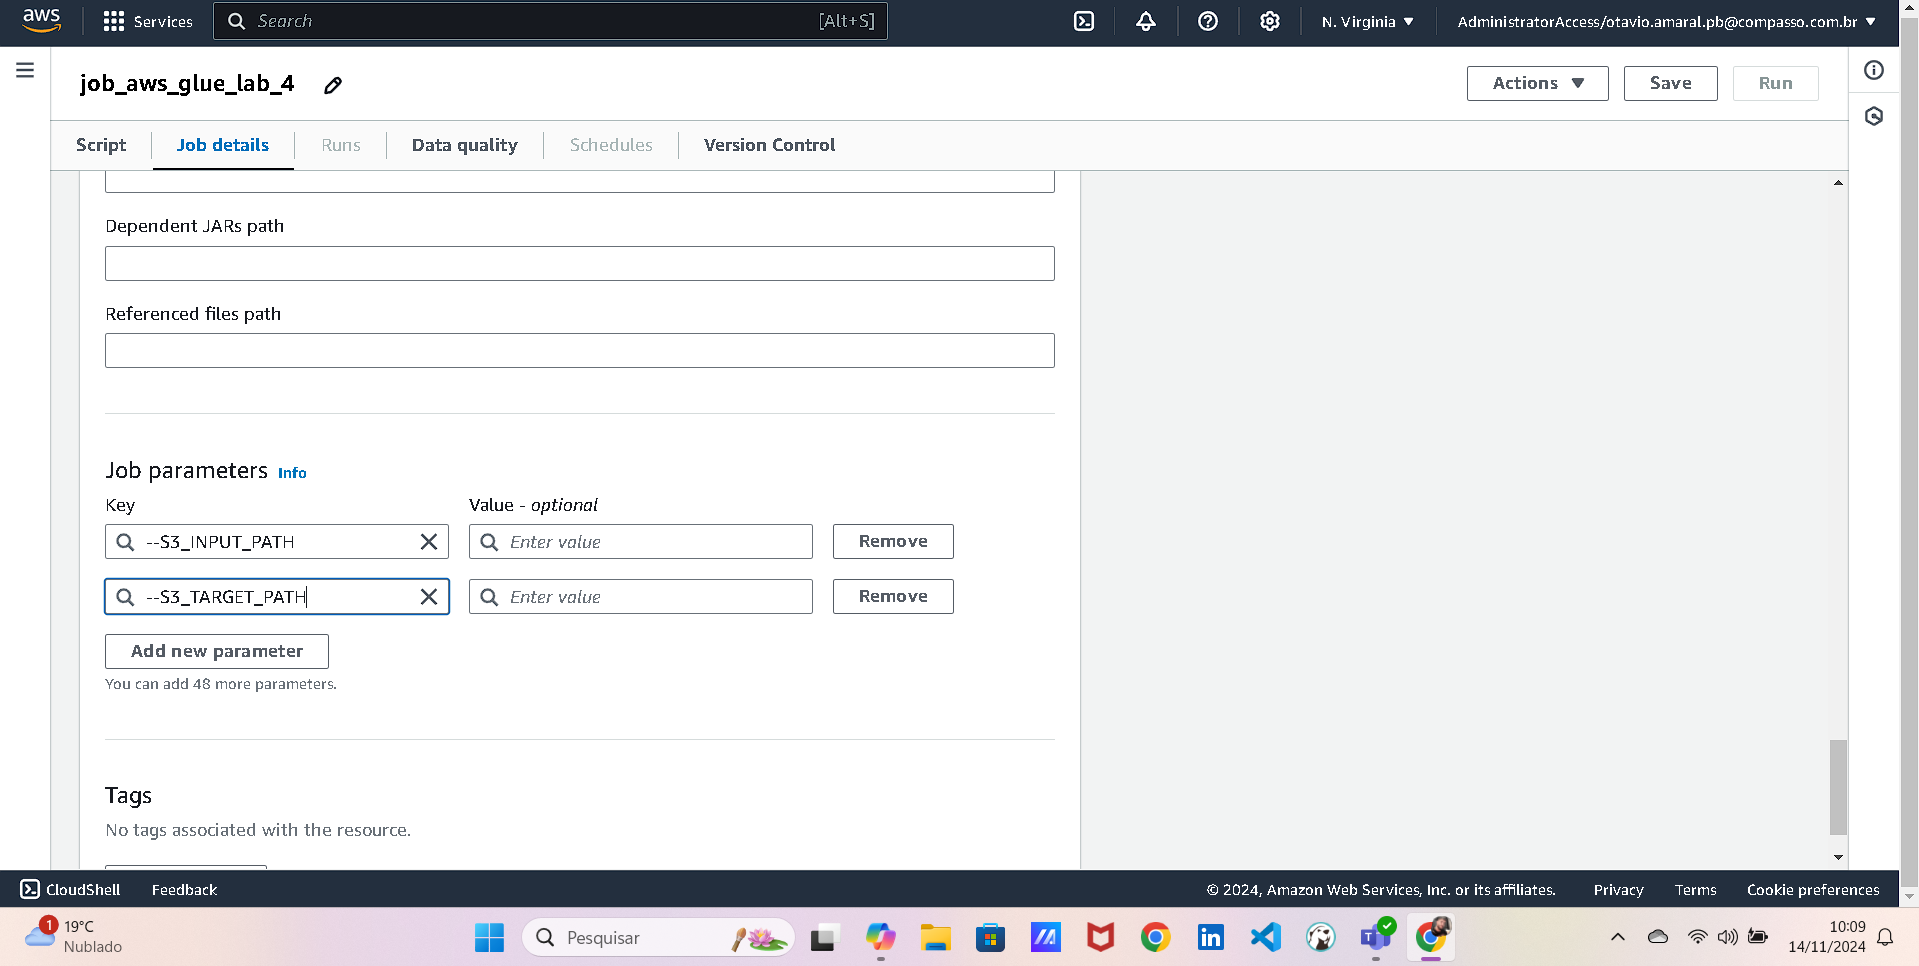 aws
Services
Search
[Alt+S]
N. Virginia
AdministratorAccess/otavio.amaral.pb@compasso.com.br
job_aws_glue_lab_4
Actions
Save
Run
Script
Job details
Runs
Data quality
Schedules
Version Control
Dependent JARs path
Referenced files path
Job parameters Info
Key
Value - optional
--S3_INPUT_PATH
Enter value
Remove
--S3_TARGET_PATH
Enter value
Remove
Add new parameter
You can add 48 more parameters.
Tags
No tags associated with the resource.
CloudShell
Feedback
© 2024, Amazon Web Services, Inc. or its affiliates.
Privacy
Terms
Cookie preferences
1
19°C
Nublado
Pesquisar
in
10:09
14/11/2024